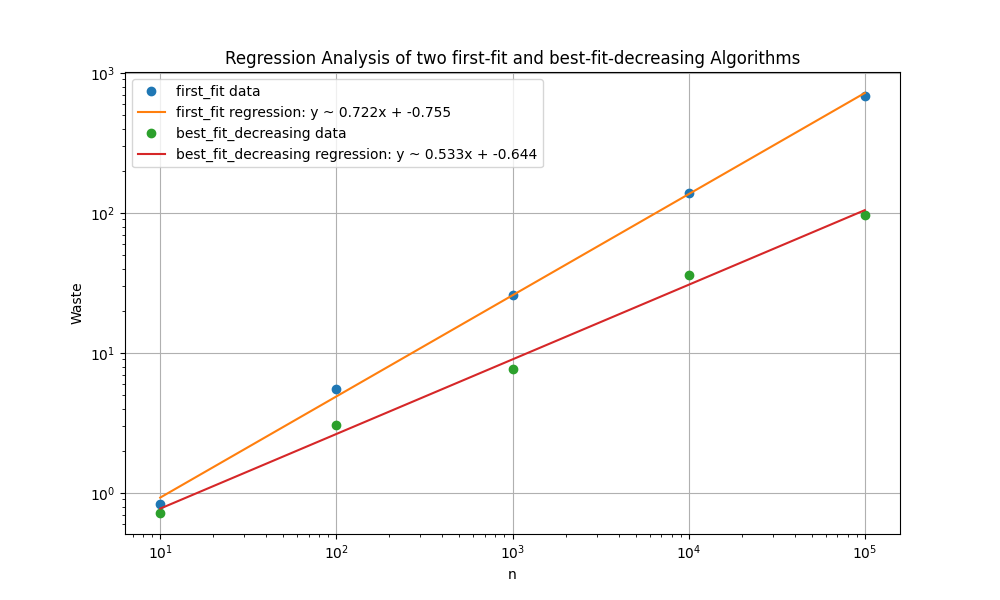 Regression Analysis of two first-fit and best-fit-decreasing Algorithms
first_fit data
first_fit regression: y ~ 0.722x + -0.755
best_fit_decreasing data
best_fit_decreasing regression: y ~ 0.533x + -0.644
Waste
10³
10²
10¹
10⁰
10¹ 10² 10³ 10⁴ 10⁵
n